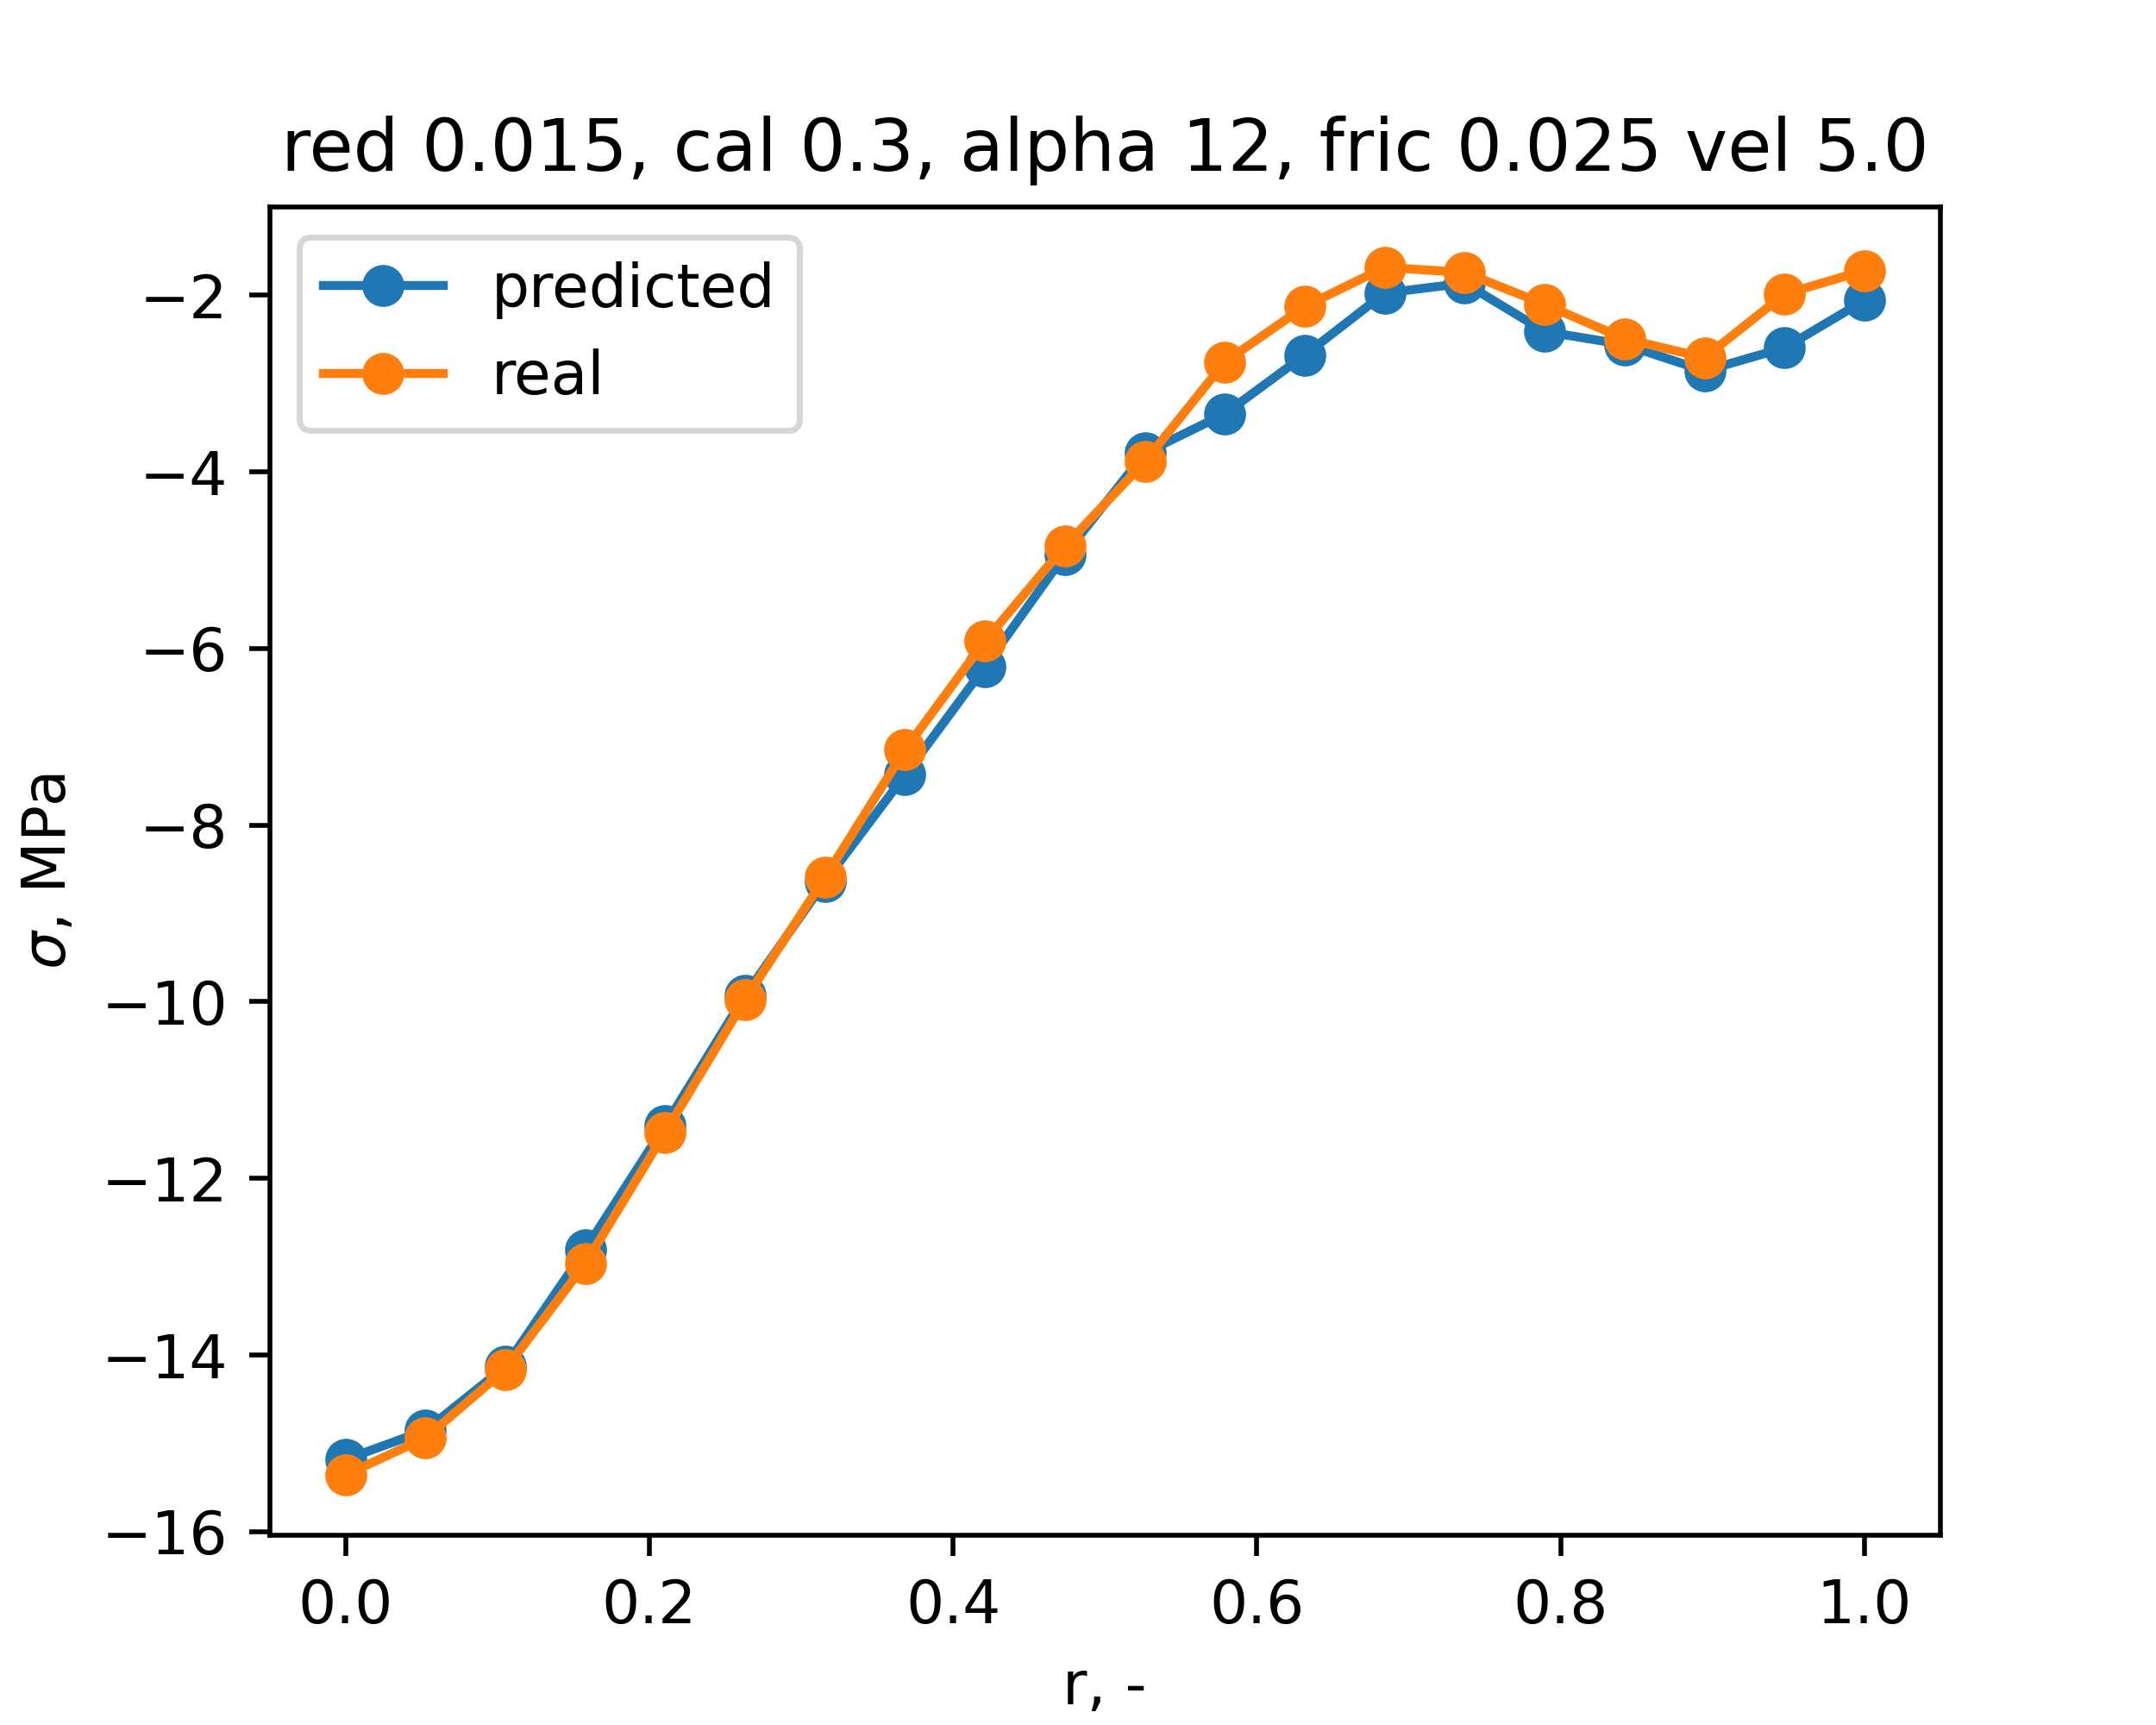 red 0.015, cal 0.3, alpha 12, fric 0.025 vel 5.0
predicted
real
−2
−4
−6
−8
−10
−12
−14
−16
σ, MPa
0.0 0.2 0.4 0.6 0.8 1.0
r, -